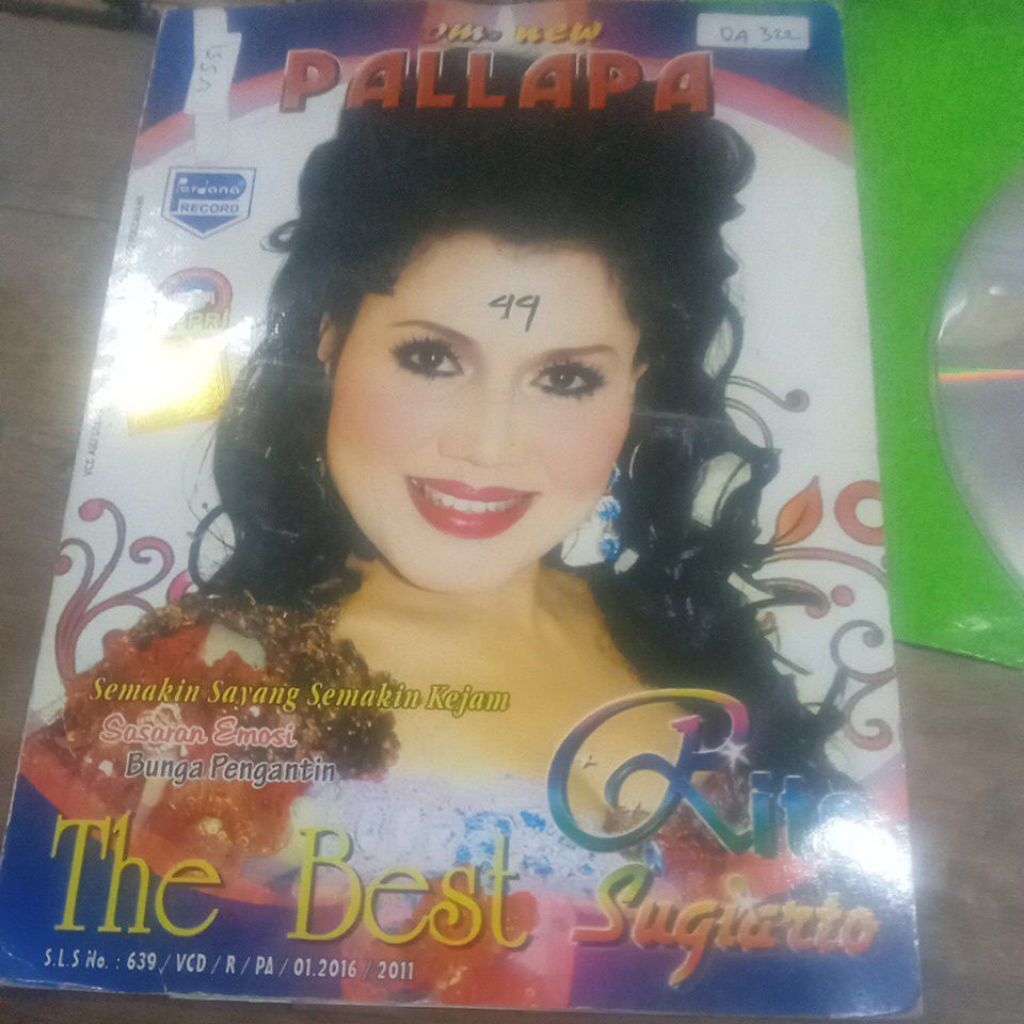 OM. NEW
PALLAPA
DA 322
V 551
Perdana
RECORD
49
Semakin Sayang Semakin Kejam
Sasaran Emosi
Bunga Pengantin
The Best
Rita
Sugiarto
S.L.S No. : 639 / VCD / R / PA / 01.2016 / 2011